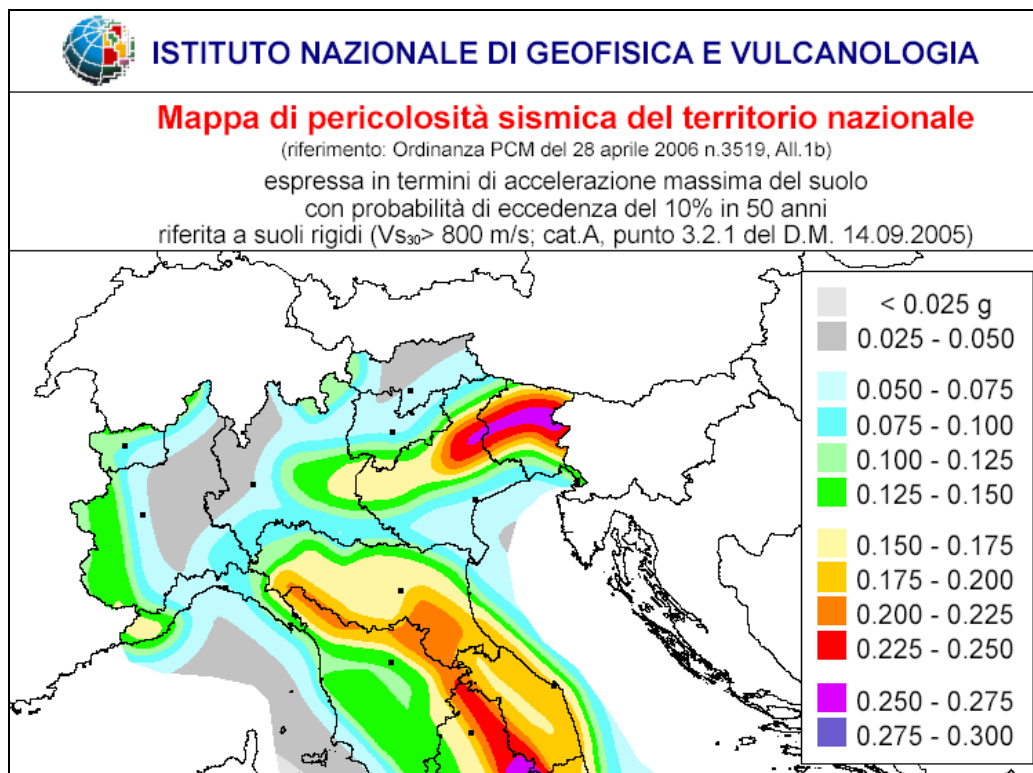 ISTITUTO NAZIONALE DI GEOFISICA E VULCANOLOGIA
Mappa di pericolosità sismica del territorio nazionale
(riferimento: Ordinanza PCM del 28 aprile 2006 n.3519, All.1b)
espressa in termini di accelerazione massima del suolo
con probabilità di eccedenza del 10% in 50 anni
riferita a suoli rigidi (Vs₃₀> 800 m/s; cat.A, punto 3.2.1 del D.M. 14.09.2005)
< 0.025 g
0.025 - 0.050
0.050 - 0.075
0.075 - 0.100
0.100 - 0.125
0.125 - 0.150
0.150 - 0.175
0.175 - 0.200
0.200 - 0.225
0.225 - 0.250
0.250 - 0.275
0.275 - 0.300